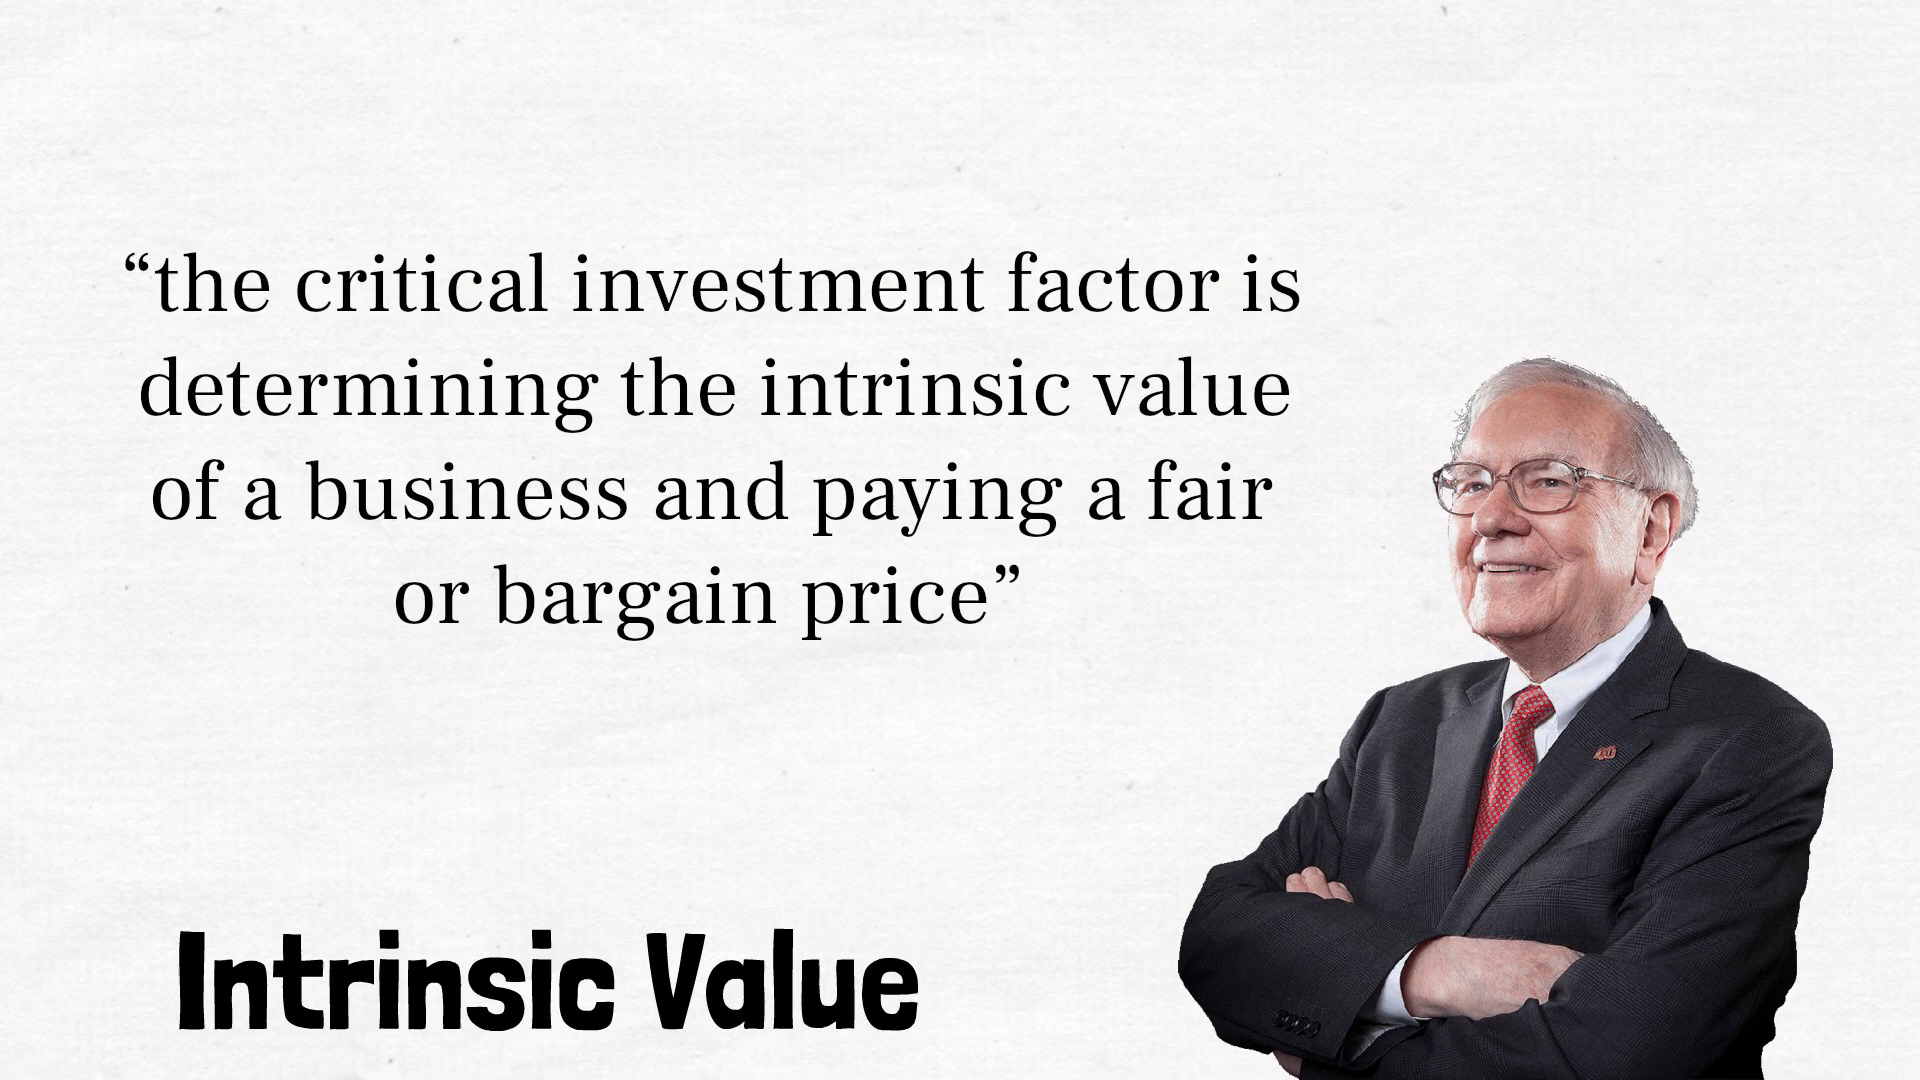 “the critical investment factor is
determining the intrinsic value
of a business and paying a fair
or bargain price”
Intrinsic Value